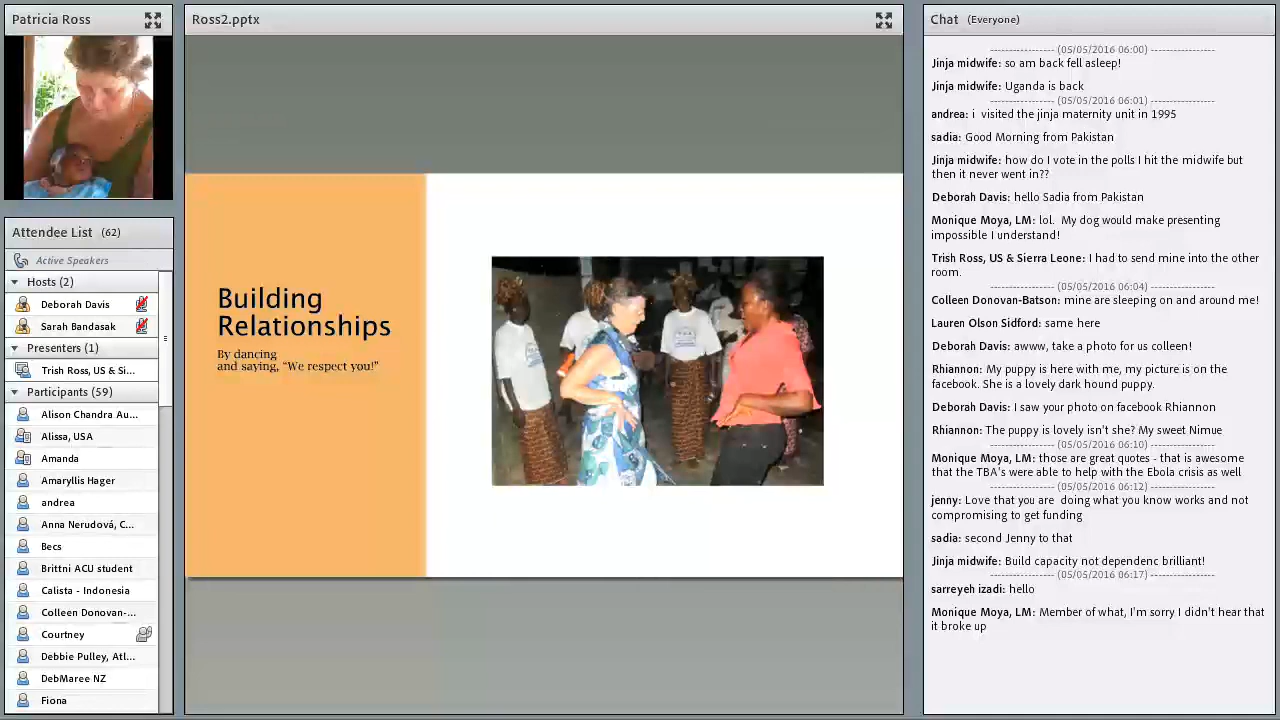 Patricia Ross
Attendee List (62)
Active Speakers
Hosts (2)
Deborah Davis
Sarah Bandasak
Presenters (1)
Trish Ross, US & Si...
Participants (59)
Alison Chandra Au...
Alissa, USA
Amanda
Amaryllis Hager
andrea
Anna Nerudová, C...
Becs
Brittni ACU student
Calista - Indonesia
Colleen Donovan-...
Courtney
Debbie Pulley, Atl...
DebMaree NZ
Fiona
Ross2.pptx
Building
Relationships
By dancing
and saying, “We respect you!”
Chat (Everyone)
----------------- (05/05/2016 06:00) -----------------
Jinja midwife: so am back fell asleep!
Jinja midwife: Uganda is back
----------------- (05/05/2016 06:01) -----------------
andrea: i visited the jinja maternity unit in 1995
sadia: Good Morning from Pakistan
Jinja midwife: how do I vote in the polls I hit the midwife but
then it never went in??
Deborah Davis: hello Sadia from Pakistan
Monique Moya, LM: lol. My dog would make presenting
impossible I understand!
Trish Ross, US & Sierra Leone: I had to send mine into the other
room.
----------------- (05/05/2016 06:04) -----------------
Colleen Donovan-Batson: mine are sleeping on and around me!
Lauren Olson Sidford: same here
Deborah Davis: awww, take a photo for us colleen!
Rhiannon: My puppy is here with me, my picture is on the
facebook. She is a lovely dark hound puppy.
Deborah Davis: I saw your photo on facebook Rhiannon
Rhiannon: The puppy is lovely isn't she? My sweet Nimue
----------------- (05/05/2016 06:10) -----------------
Monique Moya, LM: those are great quotes - that is awesome
that the TBA's were able to help with the Ebola crisis as well
----------------- (05/05/2016 06:12) -----------------
jenny: Love that you are doing what you know works and not
compromising to get funding
sadia: second Jenny to that
Jinja midwife: Build capacity not dependenc brilliant!
----------------- (05/05/2016 06:17) -----------------
sarreyeh izadi: hello
Monique Moya, LM: Member of what, I'm sorry I didn't hear that
it broke up